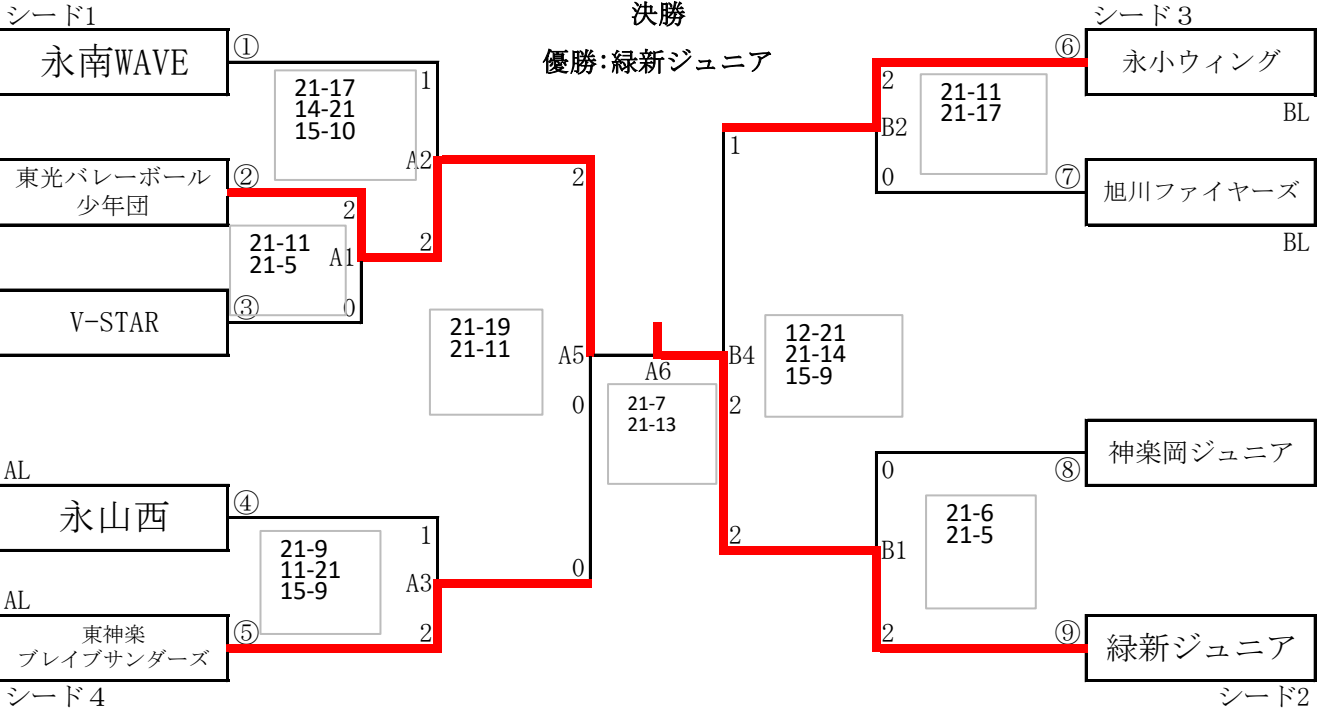 決勝
優勝:緑新ジュニア
シード1
永南WAVE
①
1
21-17
14-21
15-10
A2
東光バレーボール
少年団
②
2
2
21-11
21-5
A1
V-STAR
③
0
2
21-19
21-11
A5
0
AL
永山西
④
1
21-9
11-21
15-9
A3
0
AL
東神楽
ブレイブサンダーズ
⑤
2
シード４
A6
21-7
21-13
シード３
⑥
永小ウィング
BL
2
21-11
21-17
B2
1
0
⑦
旭川ファイヤーズ
BL
B4
12-21
21-14
15-9
2
神楽岡ジュニア
⑧
0
21-6
21-5
2
B1
2
⑨
緑新ジュニア
シード2